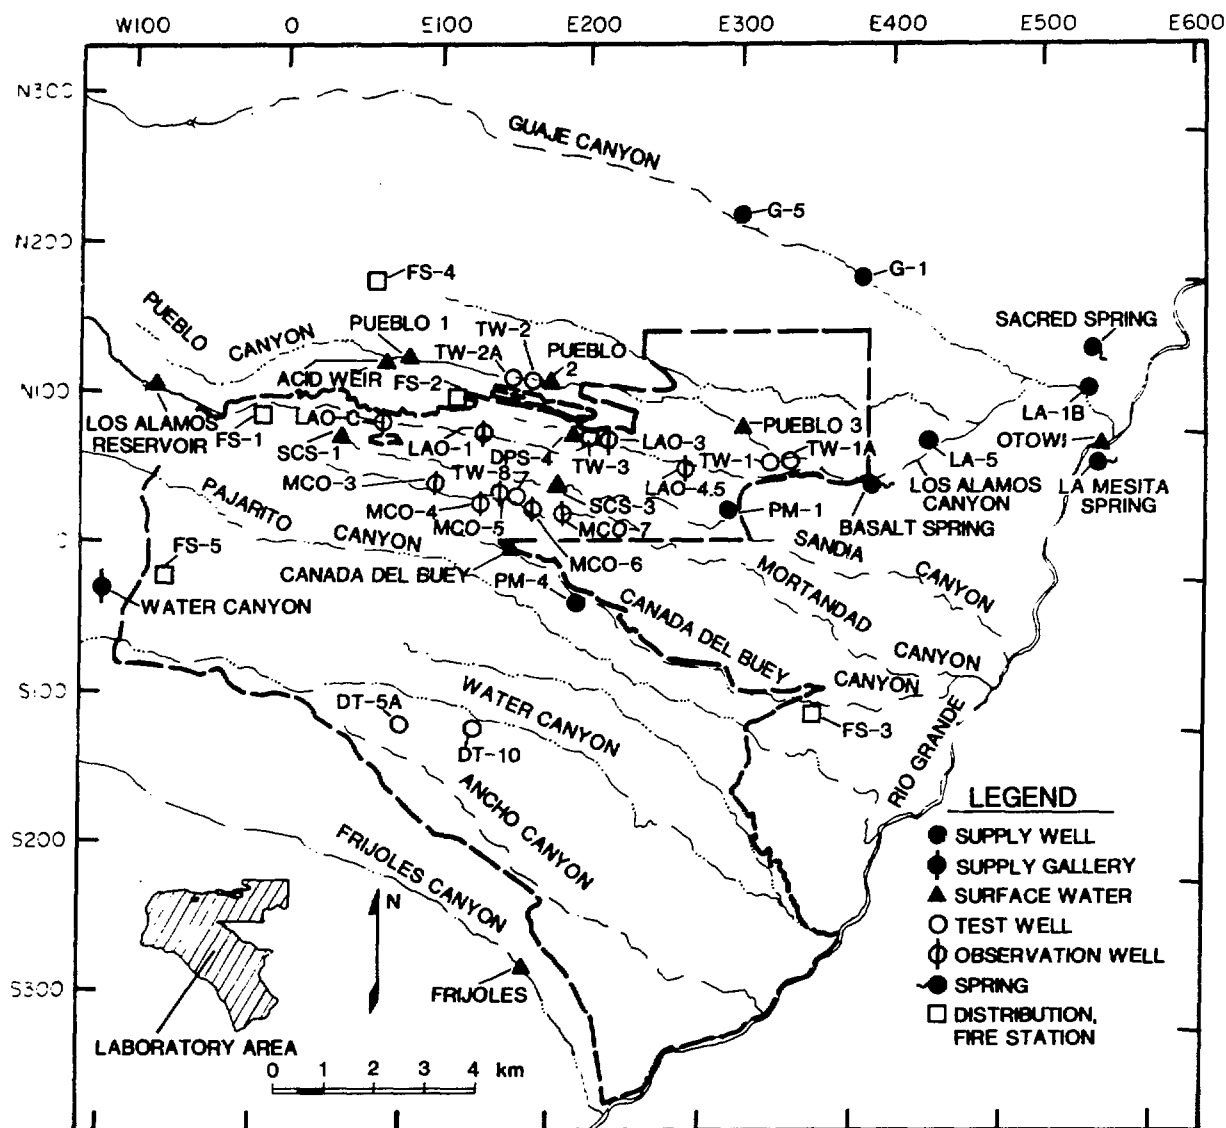 W100 0 E100 E200 E300 E400 E500 E600
N300
GUAJE CANYON
G-5
N200
G-1
FS-4
SACRED SPRING
PUEBLO
CANYON
PUEBLO 1
TW-2
TW-2A
PUEBLO
2
ACID WEIR
FS-2
N100
LA-1B
LOS ALAMOS
RESERVOIR
FS-1
LAO-C
SCS-1
LAO-1
DPS-4
TW-3
LAO-3
PUEBLO 3
TW-1
TW-1A
LAO-4.5
OTOWI
LA-5
LOS ALAMOS
CANYON
LA MESITA
SPRING
BASALT SPRING
MCO-3
TW-8
7
SCS-3
PM-1
MCO-4
MCO-5
MCO-7
MCO-6
PAJARITO
CANYON
SANDIA
CANYON
FS-5
CANADA DEL BUEY
PM-4
MORTANDAD
CANYON
WATER CANYON
CANADA DEL BUEY
CANYON
S100
DT-5A
WATER CANYON
DT-10
FS-3
RIO GRANDE
ANCHO CANYON
S200
FRIJOLES CANYON
LEGEND
SUPPLY WELL
SUPPLY GALLERY
SURFACE WATER
TEST WELL
OBSERVATION WELL
SPRING
DISTRIBUTION,
FIRE STATION
N
S300
FRIJOLES
LABORATORY AREA
0 1 2 3 4 km